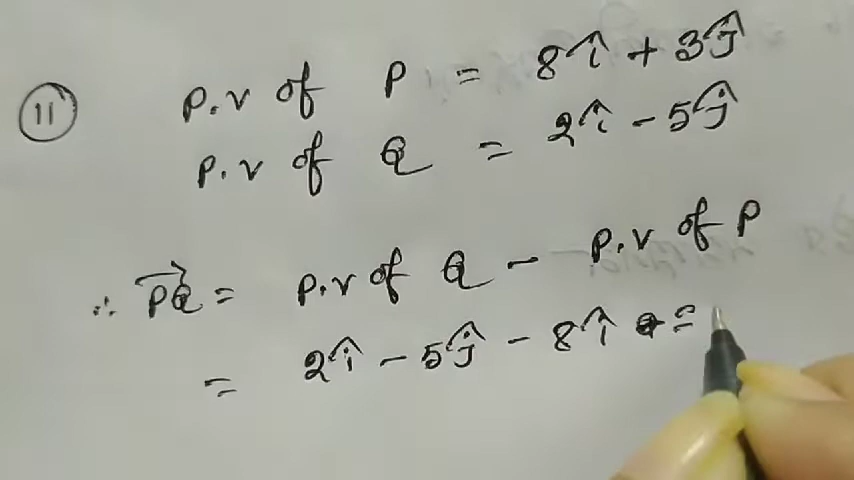 11 P.V of P = 8î + 3ĵ
P.V of Q = 2î - 5ĵ
∴ PQ⃗ = P.V of Q - P.V of P
= 2î - 5ĵ - 8î =